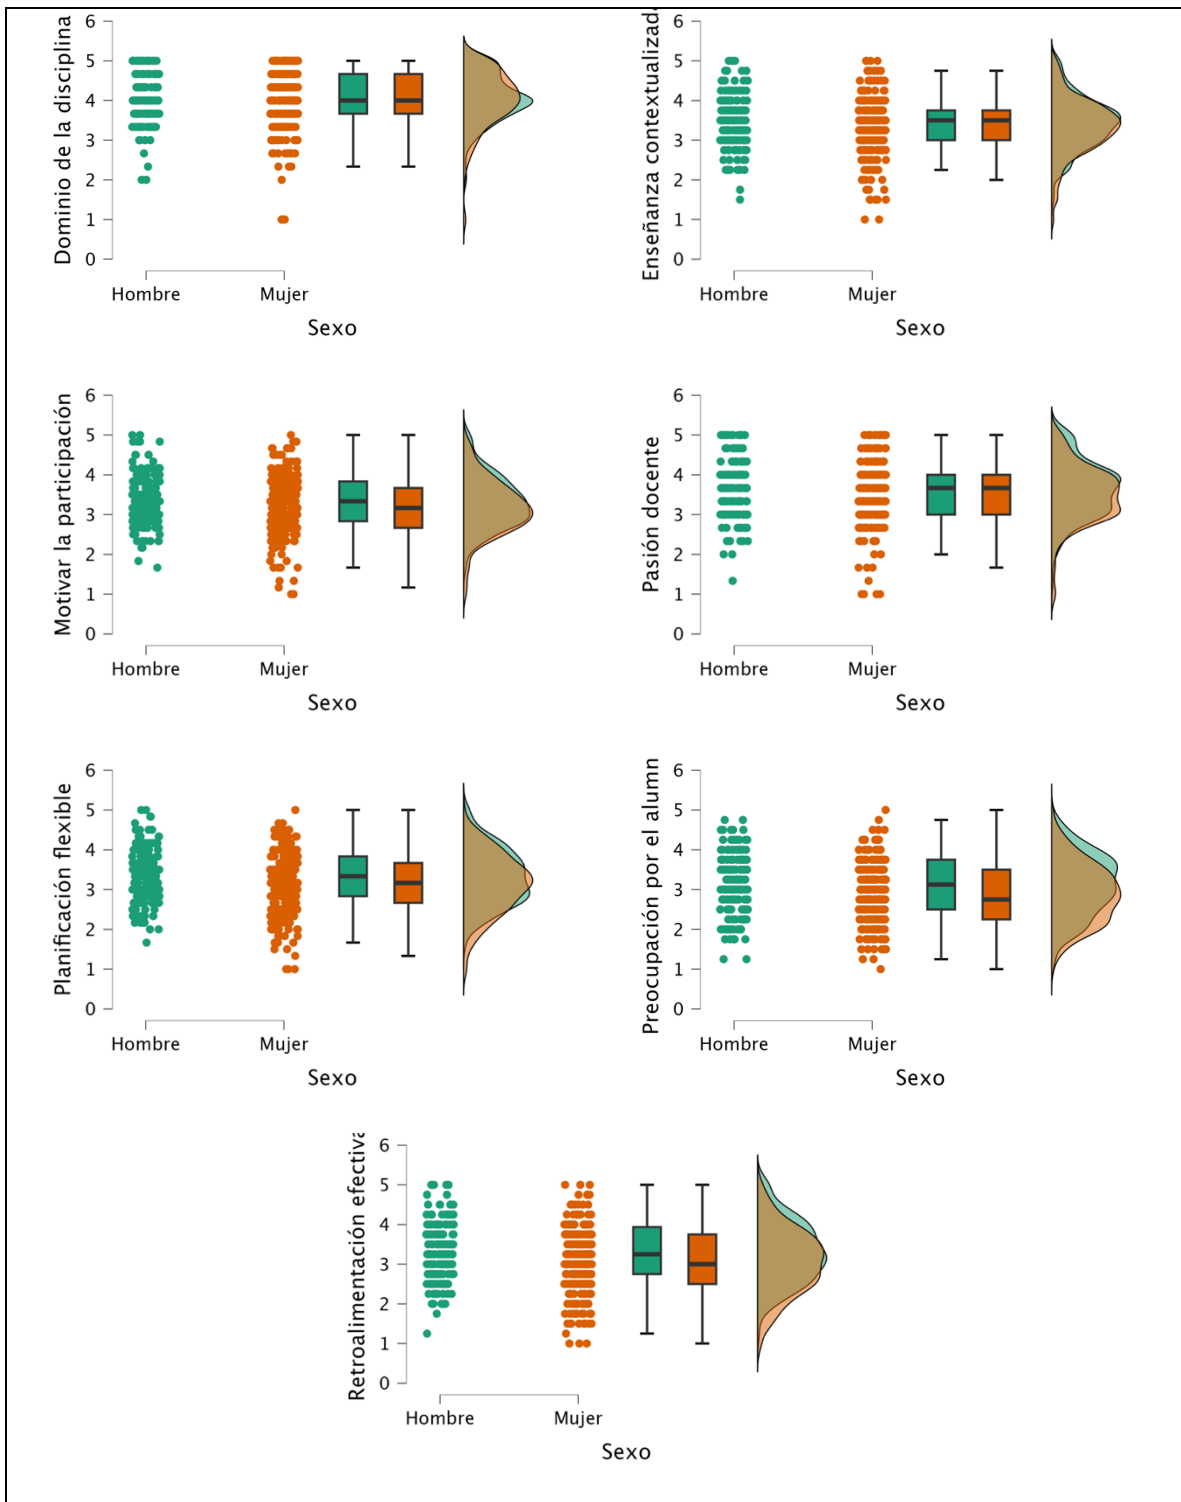 Dominio de la disciplina
6
5
4
3
2
1
0
Hombre
Mujer
Sexo
Enseñanza contextualizad
6
5
4
3
2
1
0
Hombre
Mujer
Sexo
Motivar la participación
6
5
4
3
2
1
0
Hombre
Mujer
Sexo
Pasión docente
6
5
4
3
2
1
0
Hombre
Mujer
Sexo
Planificación flexible
6
5
4
3
2
1
0
Hombre
Mujer
Sexo
Preocupación por el alumn
6
5
4
3
2
1
0
Hombre
Mujer
Sexo
Retroalimentación efectiva
6
5
4
3
2
1
0
Hombre
Mujer
Sexo